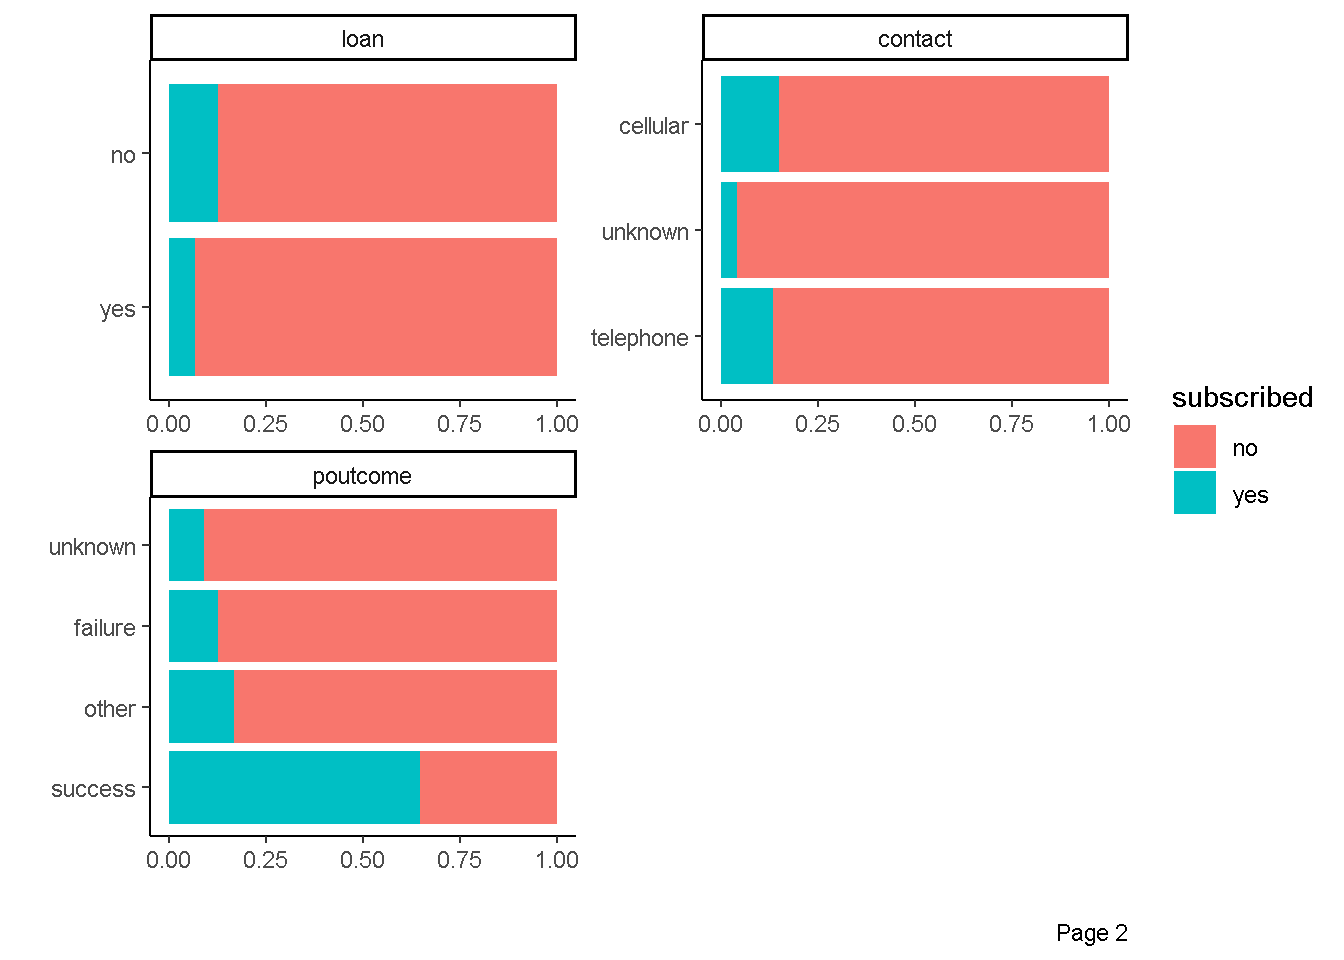 loan
no
yes
0.00 0.25 0.50 0.75 1.00
contact
cellular
unknown
telephone
0.00 0.25 0.50 0.75 1.00
poutcome
unknown
failure
other
success
0.00 0.25 0.50 0.75 1.00
subscribed
no
yes
Page 2